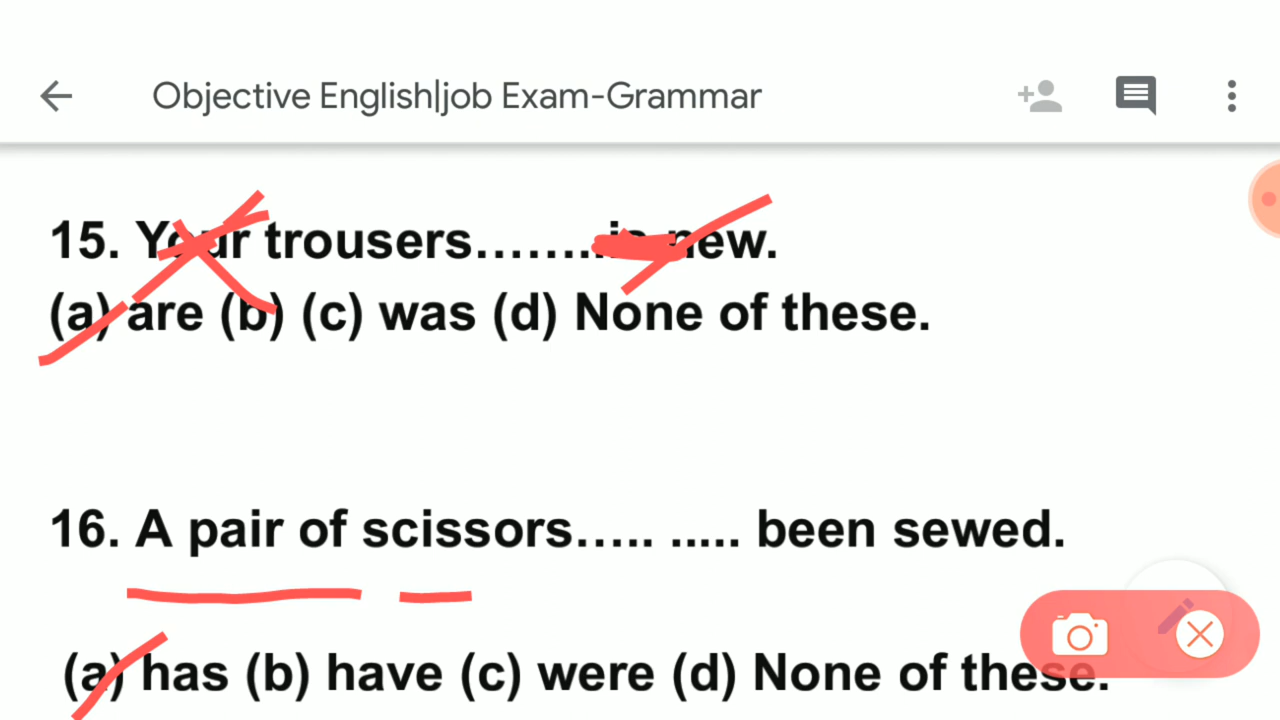 Objective English|job Exam-Grammar
15. Your trousers..........is new.
(a) are (b) (c) was (d) None of these.
16. A pair of scissors..... ..... been sewed.
(a) has (b) have (c) were (d) None of these.